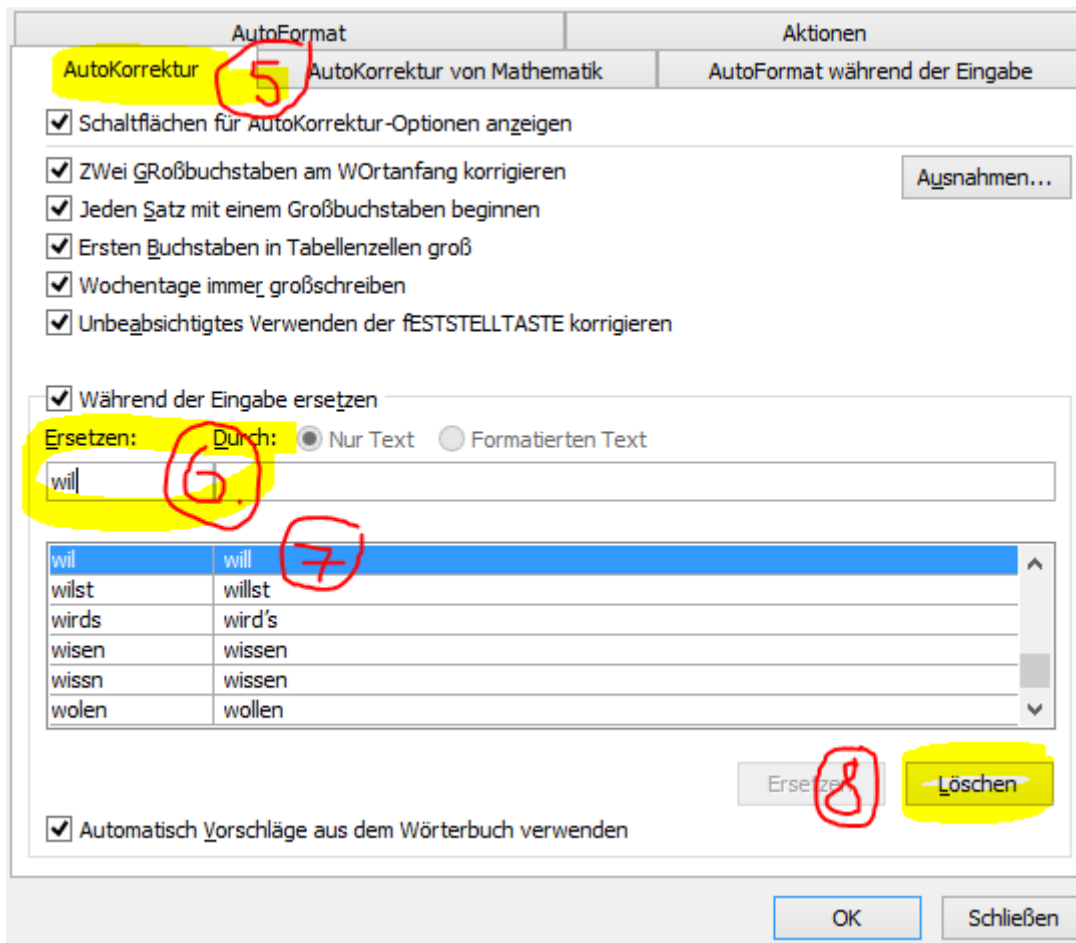 AutoFormat Aktionen
AutoKorrektur 5 AutoKorrektur von Mathematik AutoFormat während der Eingabe
Schaltflächen für AutoKorrektur-Optionen anzeigen
ZWei GRoßbuchstaben am WOrtanfang korrigieren Ausnahmen...
Jeden Satz mit einem Großbuchstaben beginnen
Ersten Buchstaben in Tabellenzellen groß
Wochentage immer großschreiben
Unbeabsichtigtes Verwenden der fESTSTELLTASTE korrigieren
Während der Eingabe ersetzen
Ersetzen: Durch: Nur Text Formatierten Text
wil 6.
wil will 7
wilst willst
wirds wird's
wisen wissen
wissn wissen
wolen wollen
Ersetzen 8 Löschen
Automatisch Vorschläge aus dem Wörterbuch verwenden
OK Schließen